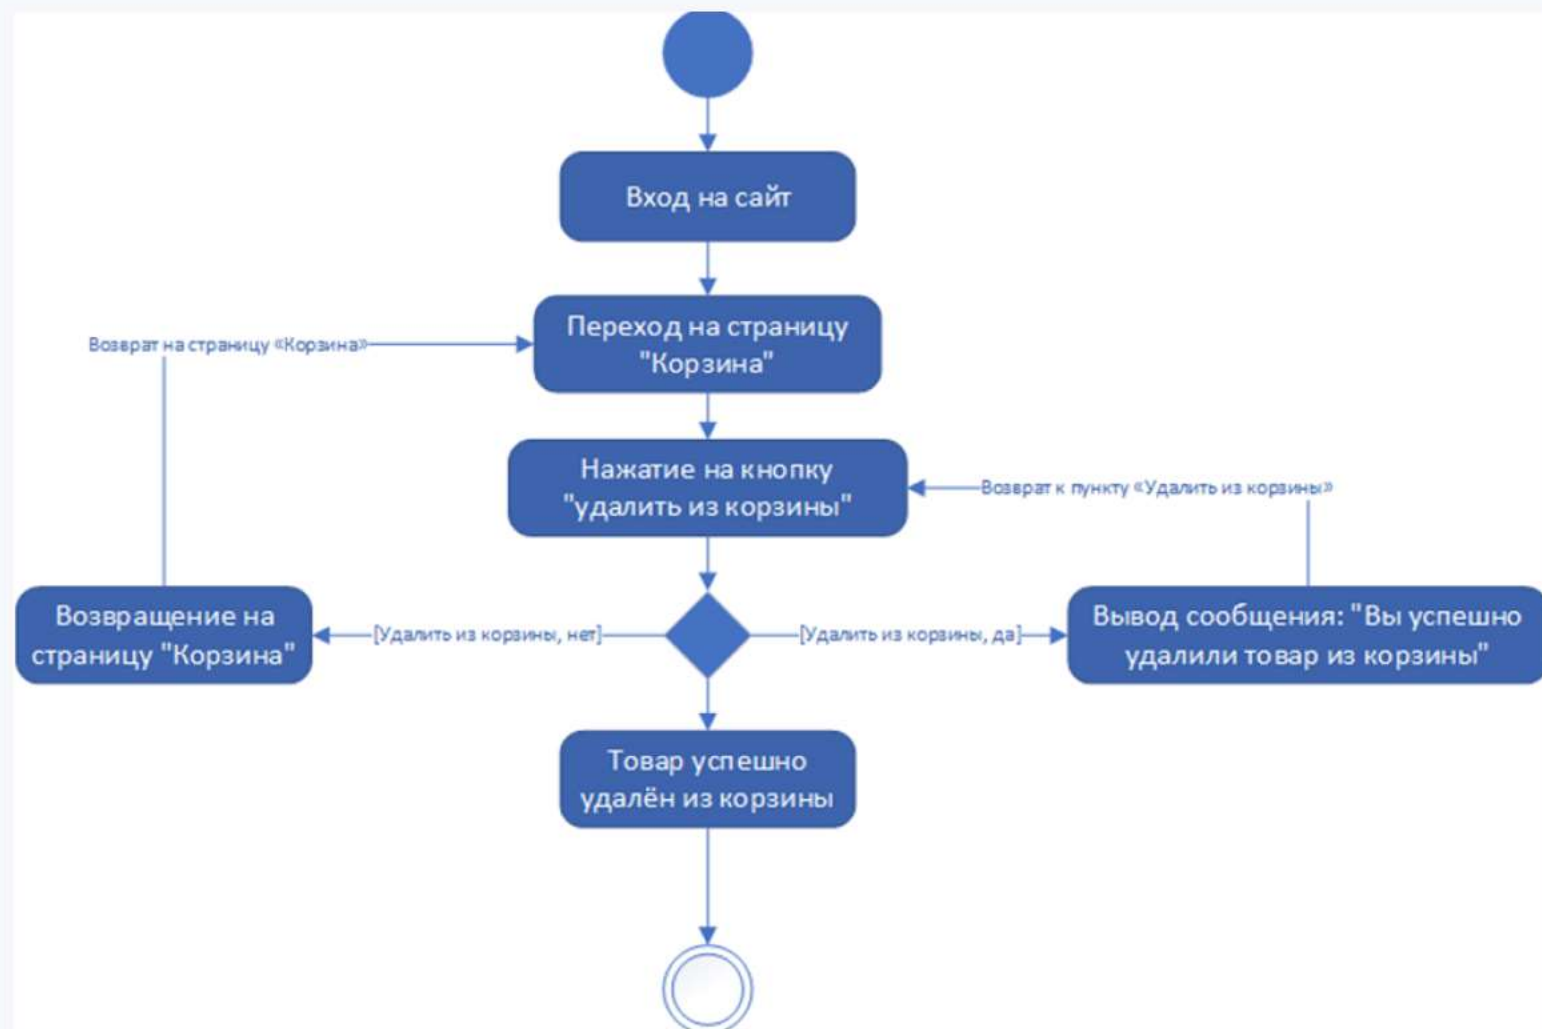 Вход на сайт
Переход на страницу
"Корзина"
Возврат на страницу «Корзина»
Нажатие на кнопку
"удалить из корзины"
Возврат к пункту «Удалить из корзины»
Возвращение на
страницу "Корзина"
[Удалить из корзины, нет]
[Удалить из корзины, да]
Вывод сообщения: "Вы успешно
удалили товар из корзины"
Товар успешно
удалён из корзины